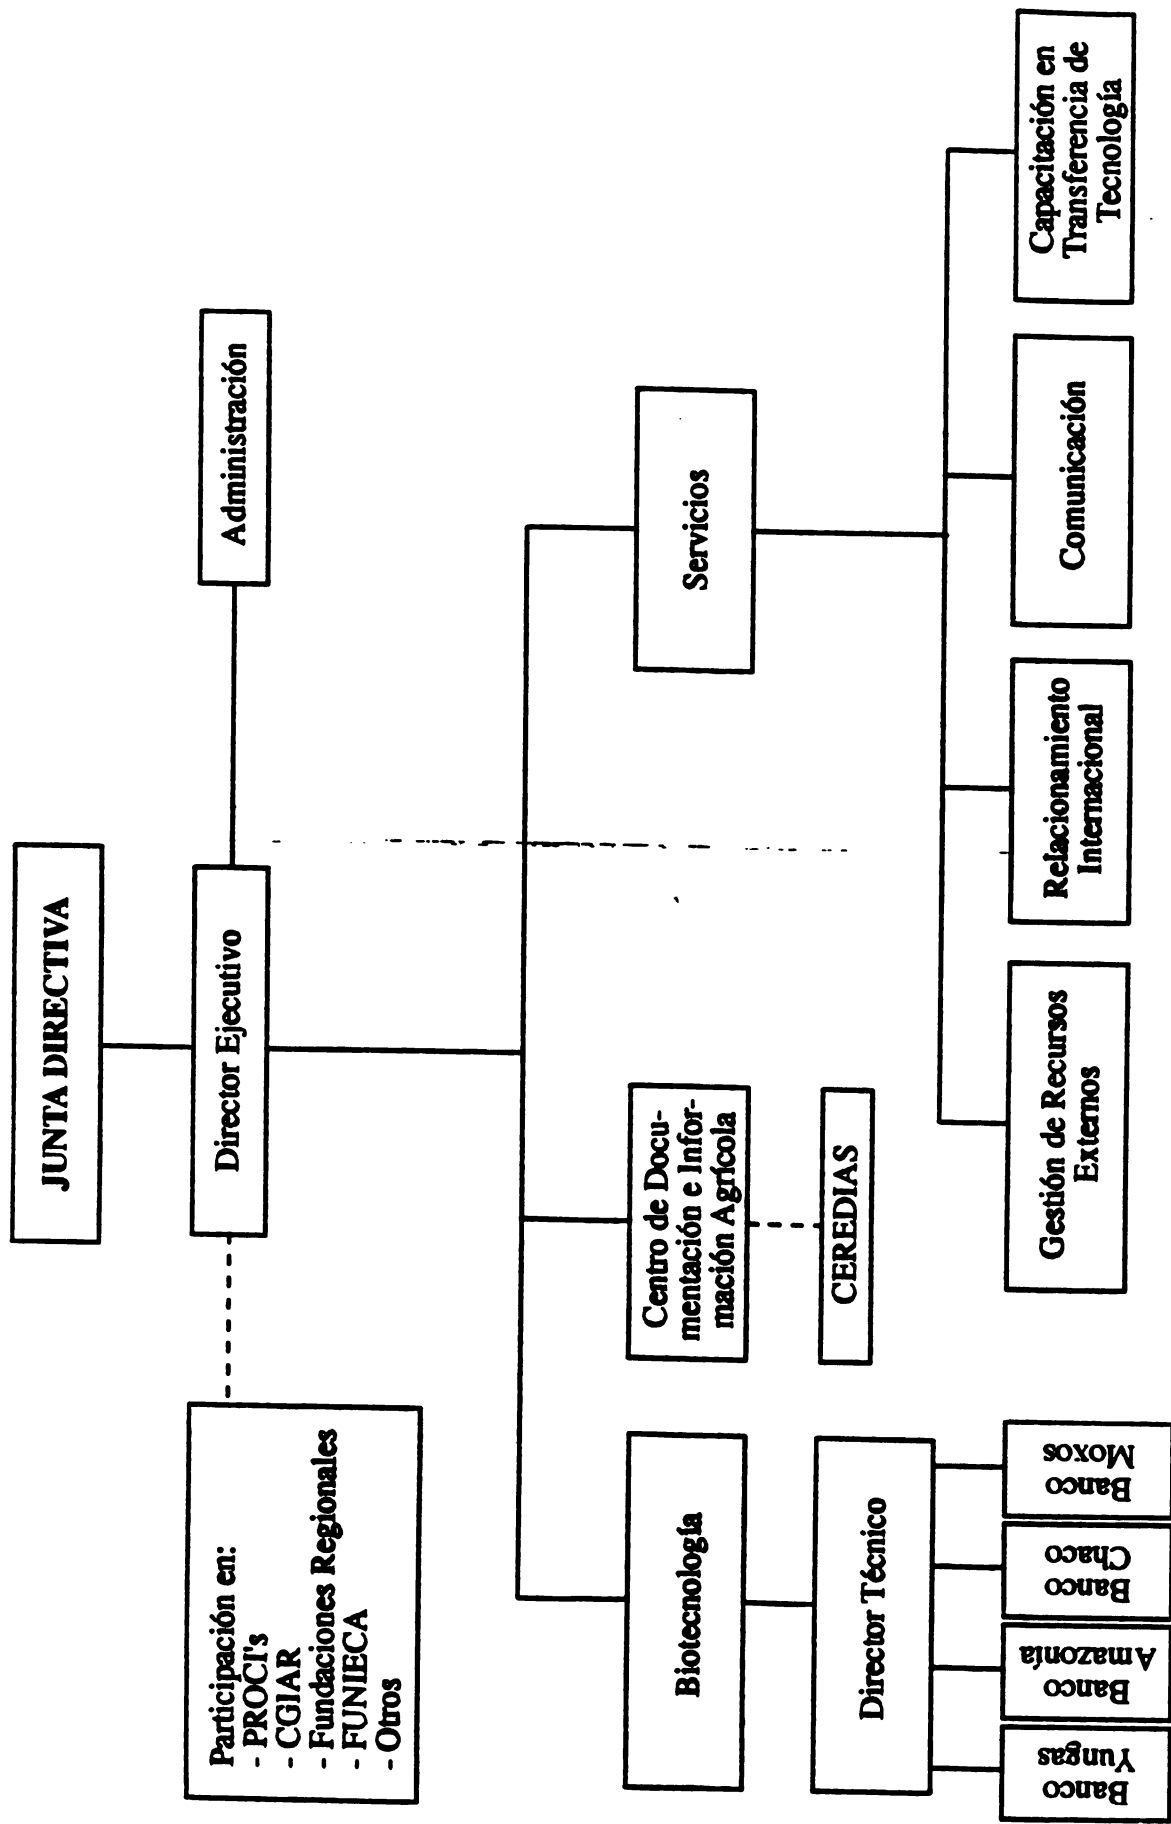 JUNTA DIRECTIVA
Director Ejecutivo
Administración
Participación en:
- PROCI's
- CGIAR
- Fundaciones Regionales
- FUNIECA
- Otros
Biotecnología
Centro de Docu-
mentación e Infor-
mación Agrícola
Servicios
Director Técnico
CEREDIAS
Banco
Yungas
Banco
Amazonía
Banco
Chaco
Banco
Moxos
Gestión de Recursos
Externos
Relacionamiento
Internacional
Comunicación
Capacitación en
Transferencia de
Tecnología